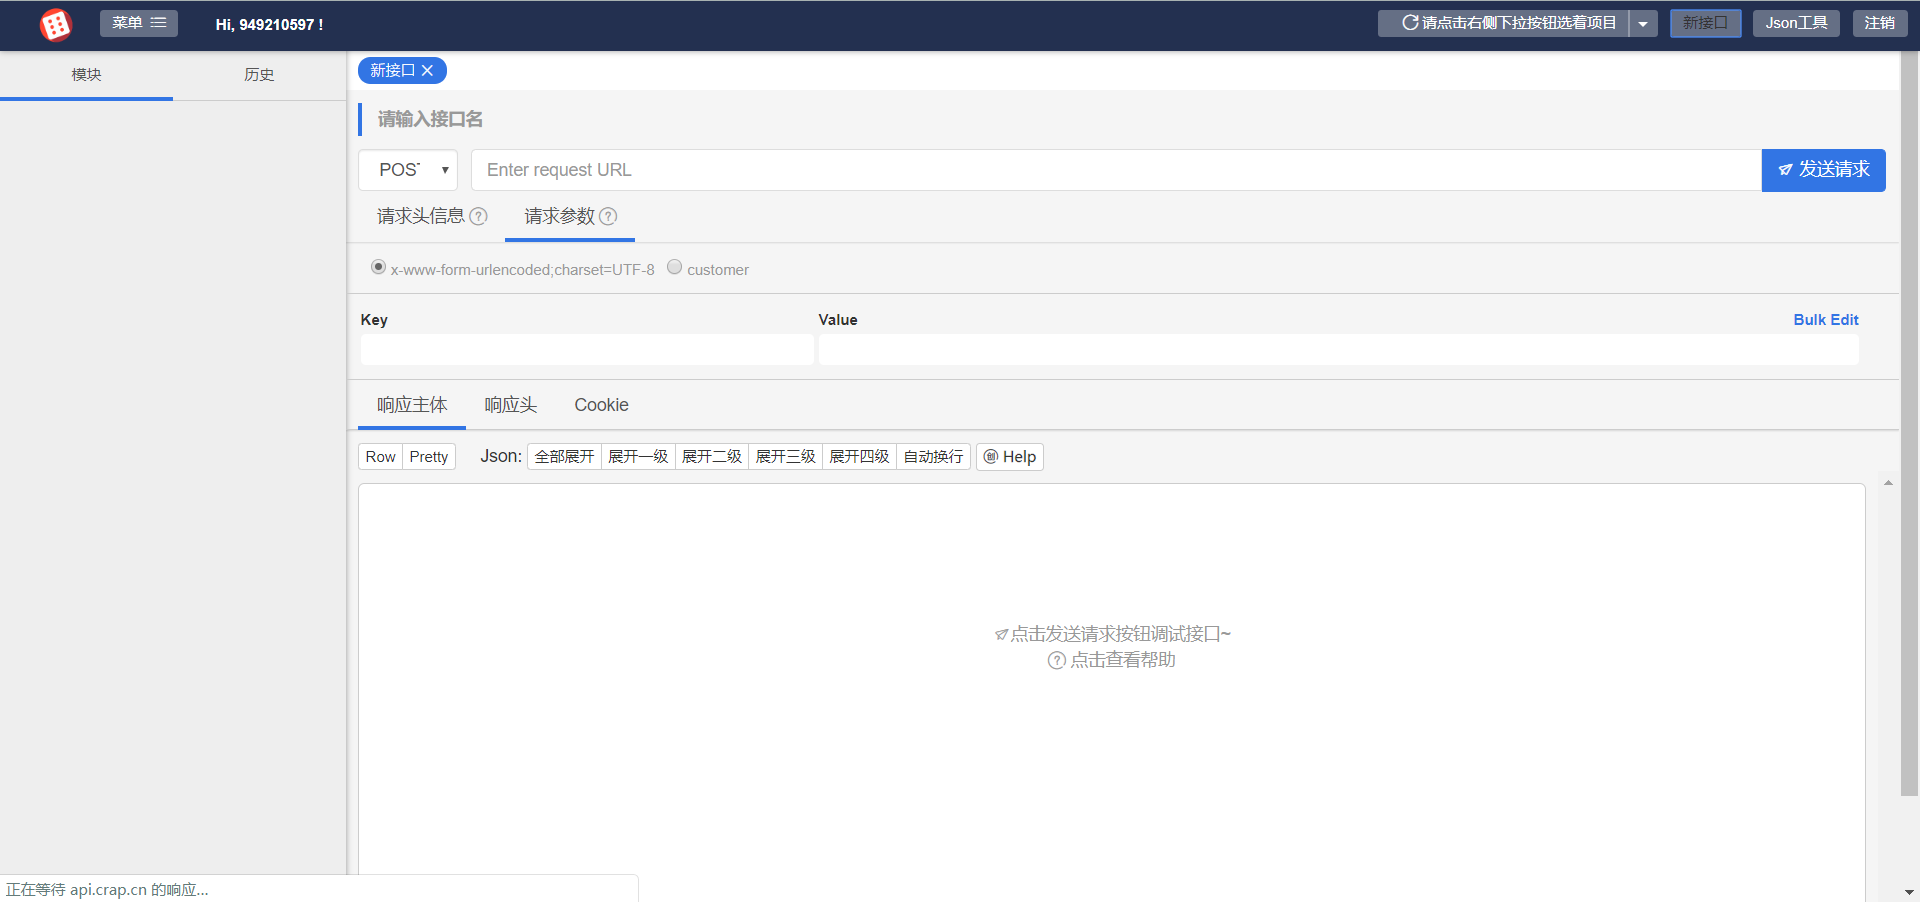 菜单
Hi, 949210597 !
请点击右侧下拉按钮选着项目
新接口
Json工具
注销
模块
历史
新接口
请输入接口名
POST
Enter request URL
发送请求
请求头信息
请求参数
x-www-form-urlencoded;charset=UTF-8
customer
Key
Value
Bulk Edit
响应主体
响应头
Cookie
Row
Pretty
Json:
全部展开
展开一级
展开二级
展开三级
展开四级
自动换行
Help
点击发送请求按钮调试接口~
点击查看帮助
正在等待 api.crap.cn 的响应...